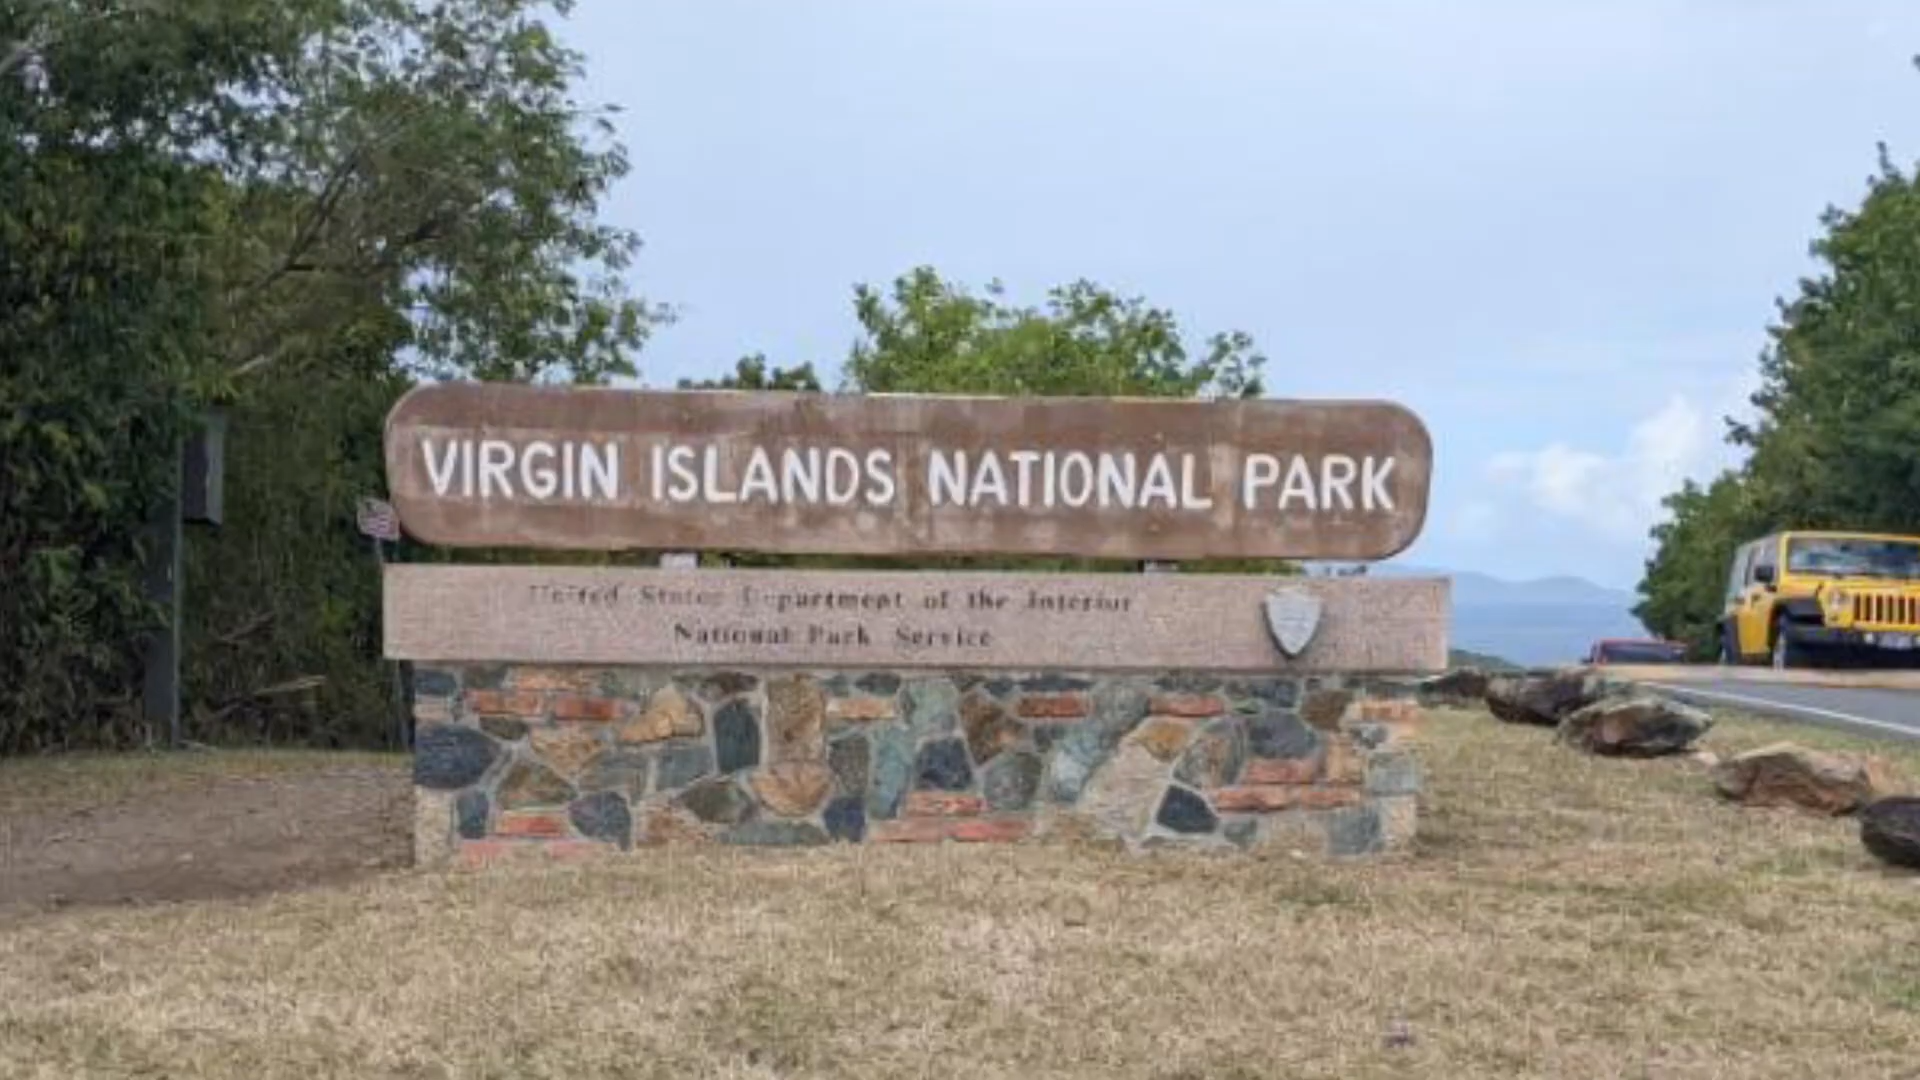 VIRGIN ISLANDS NATIONAL PARK
United States Department of the Interior
National Park Service